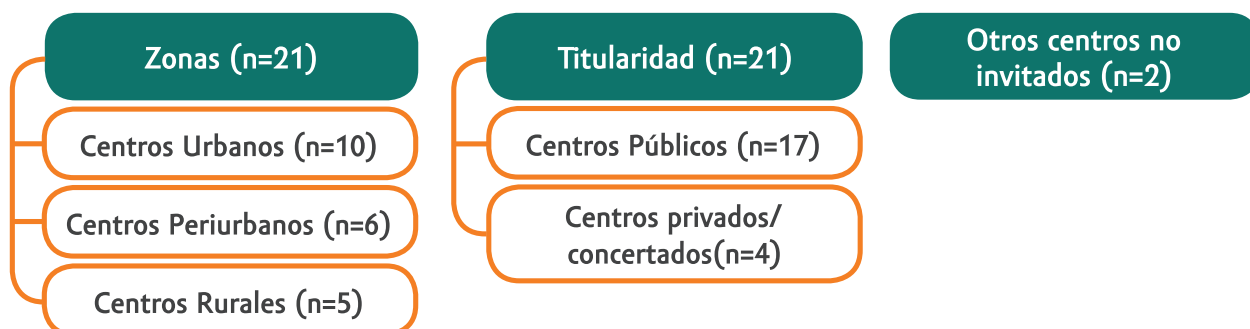 Zonas (n=21)
Centros Urbanos (n=10)
Centros Periurbanos (n=6)
Centros Rurales (n=5)
Titularidad (n=21)
Centros Públicos (n=17)
Centros privados/
concertados(n=4)
Otros centros no
invitados (n=2)